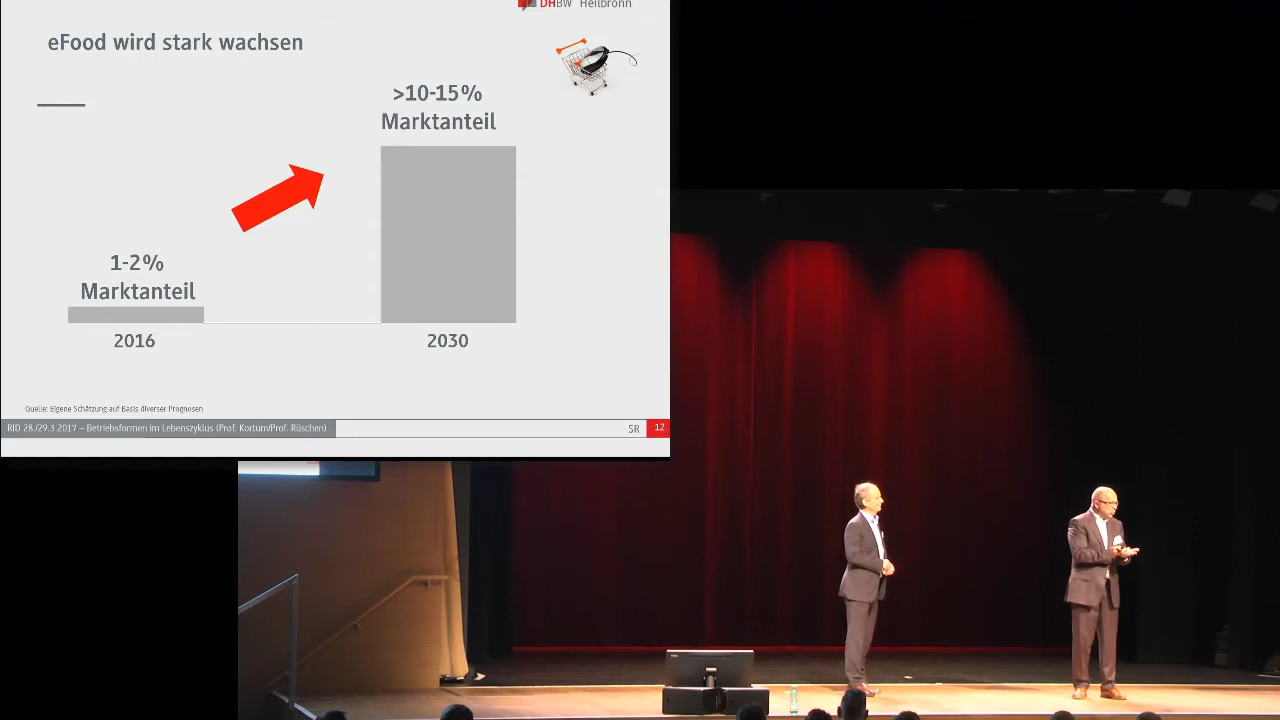 DHBW Heilbronn
eFood wird stark wachsen
>10-15%
Marktanteil
1-2%
Marktanteil
2016
2030
Quelle: Eigene Schätzung auf Basis diverser Prognosen
RID 28./29.3.2017 – Betriebsformen im Lebenszyklus (Prof. Kortum/Prof. Rüschen)
SR
12